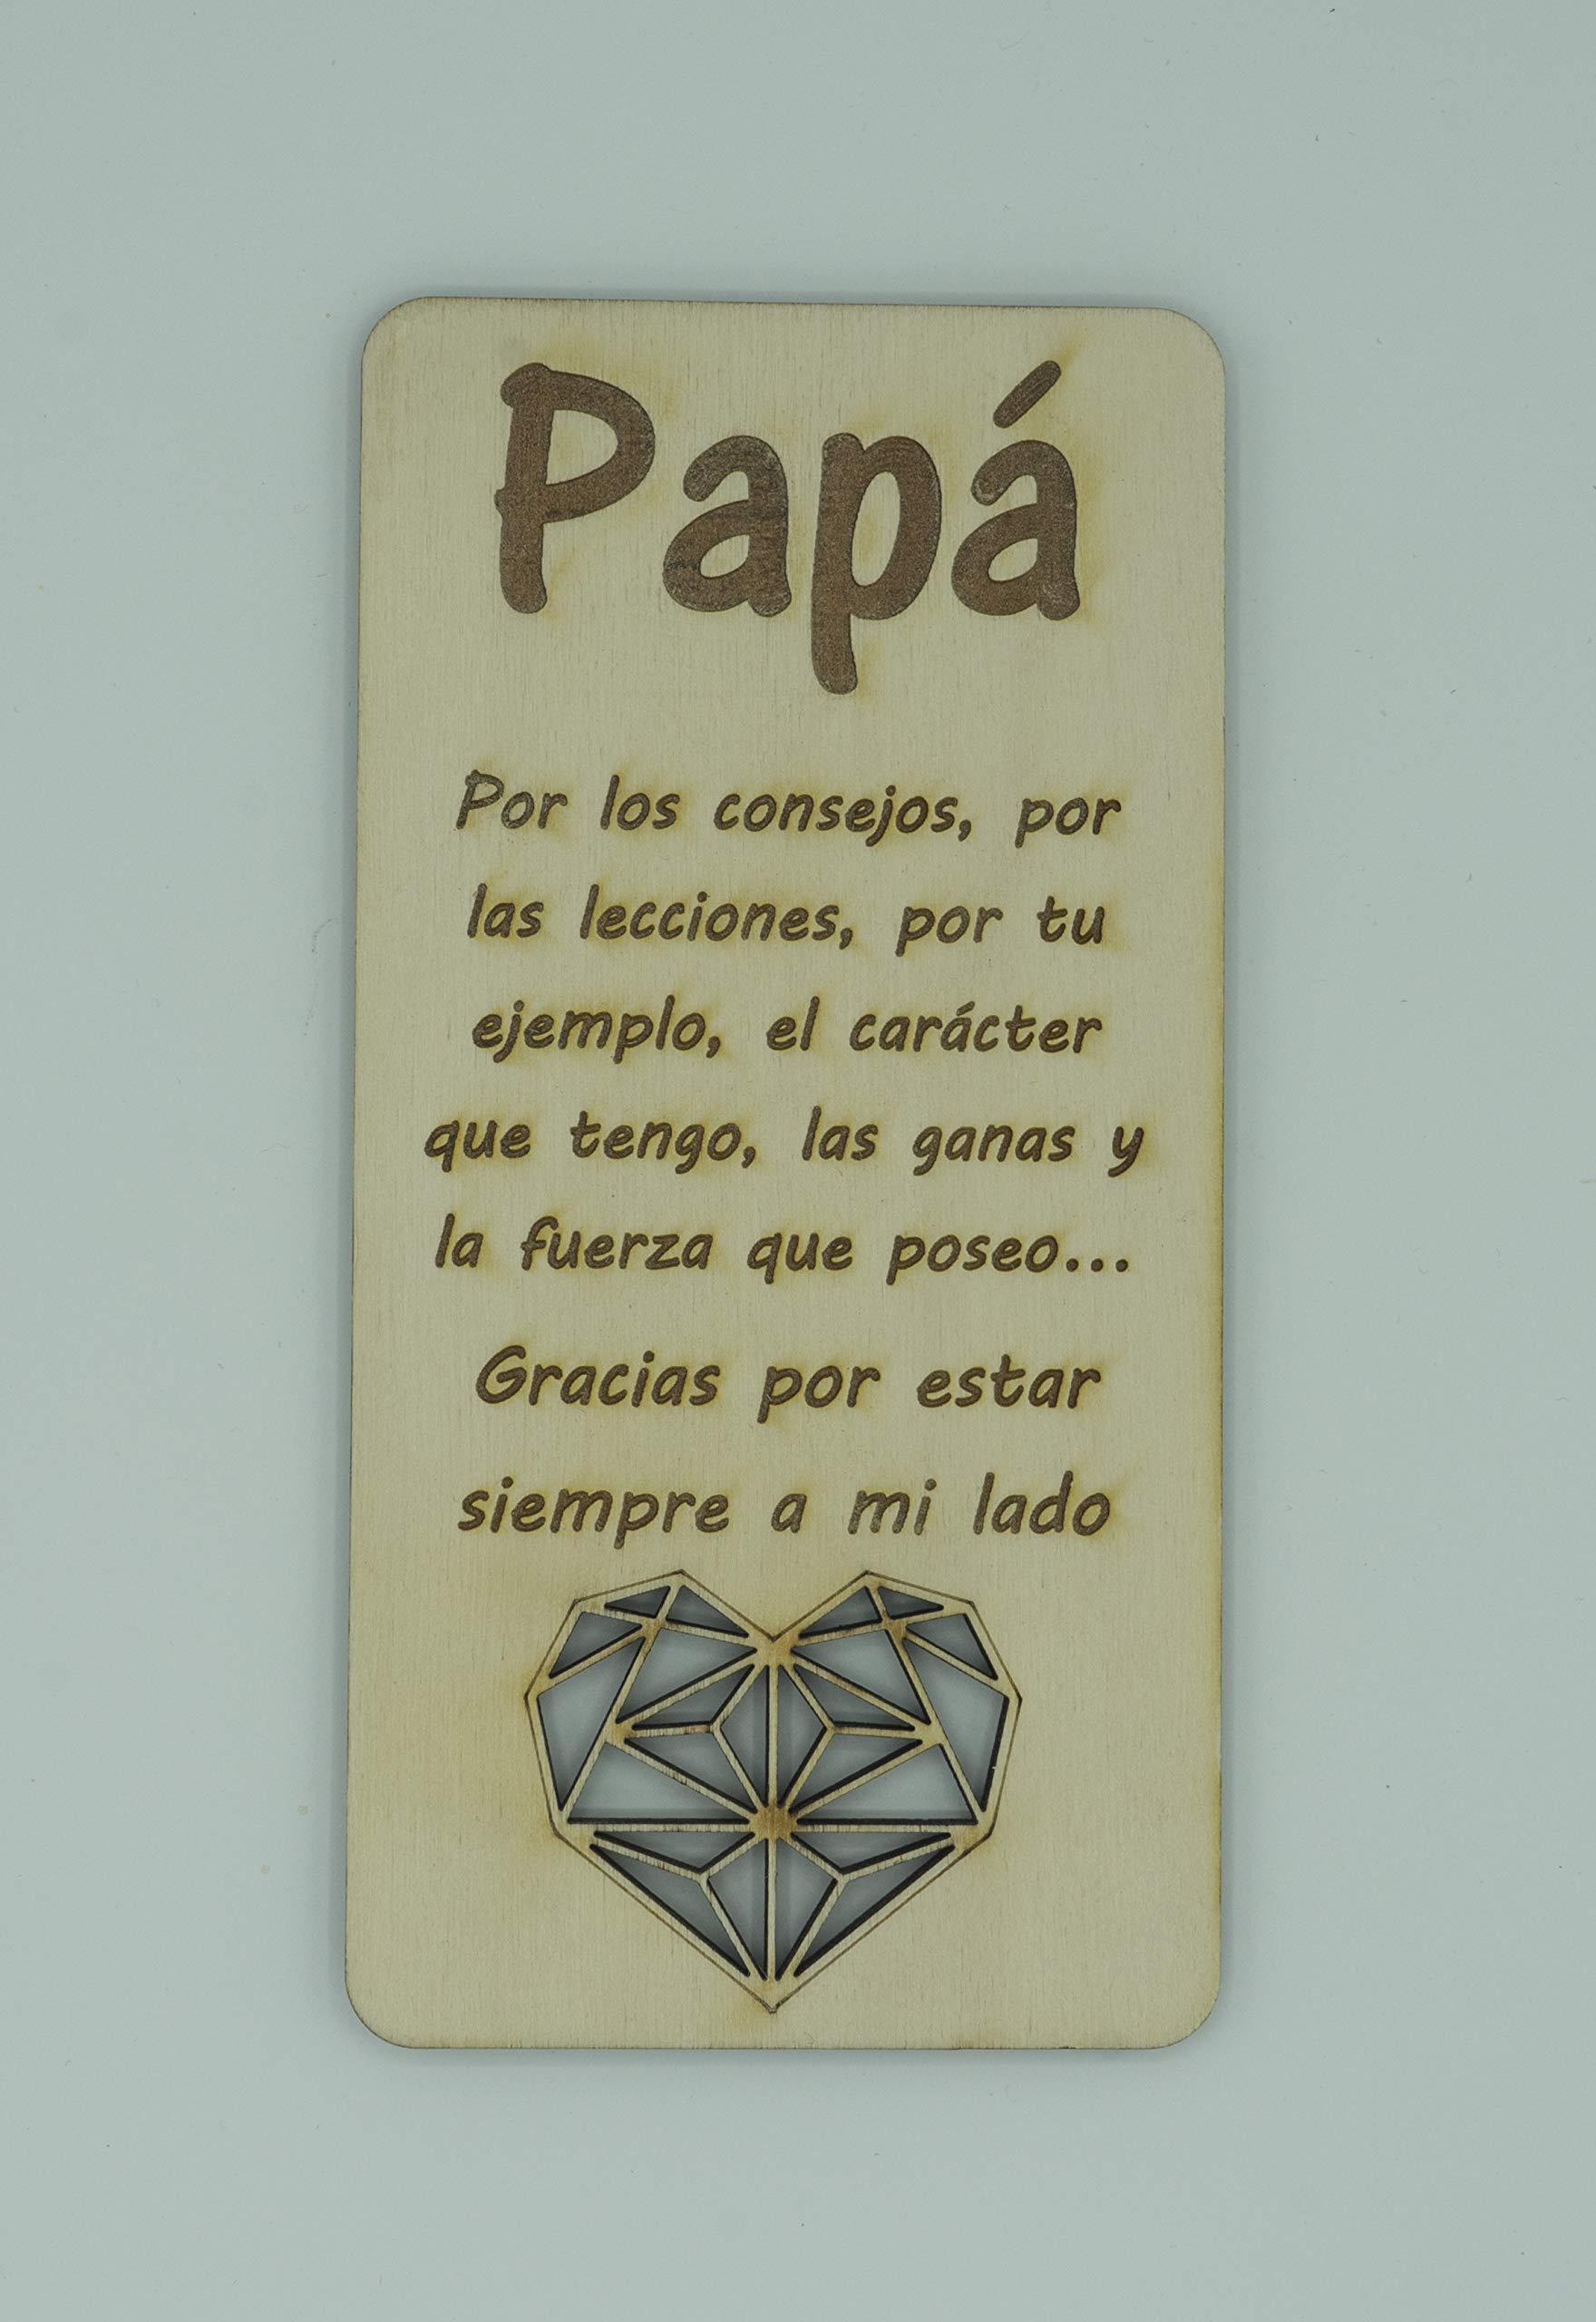 Papá
Por los consejos, por
las lecciones, por tu
ejemplo, el carácter
que tengo, las ganas y
la fuerza que poseo...
Gracias por estar
siempre a mi lado